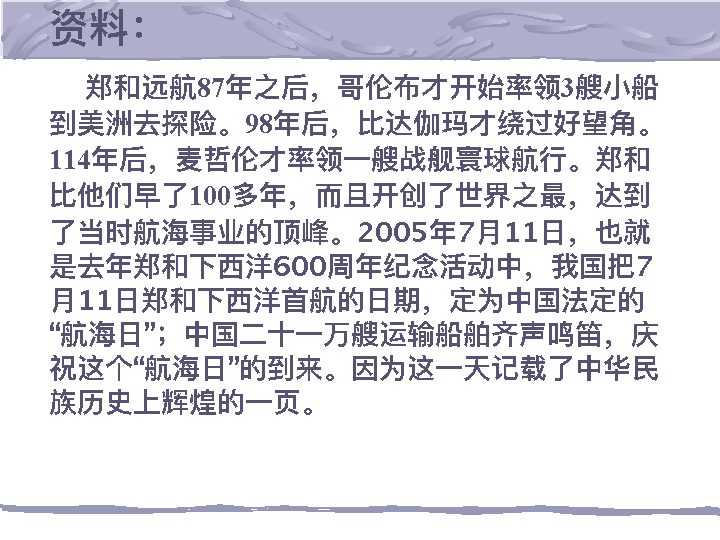 资料：
郑和远航87年之后，哥伦布才开始率领3艘小船
到美洲去探险。98年后，比达伽玛才绕过好望角。
114年后，麦哲伦才率领一艘战舰寰球航行。郑和
比他们早了100多年，而且开创了世界之最，达到
了当时航海事业的顶峰。2005年7月11日，也就
是去年郑和下西洋600周年纪念活动中，我国把7
月11日郑和下西洋首航的日期，定为中国法定的
“航海日”；中国二十一万艘运输船舶齐声鸣笛，庆
祝这个“航海日”的到来。因为这一天记载了中华民
族历史上辉煌的一页。